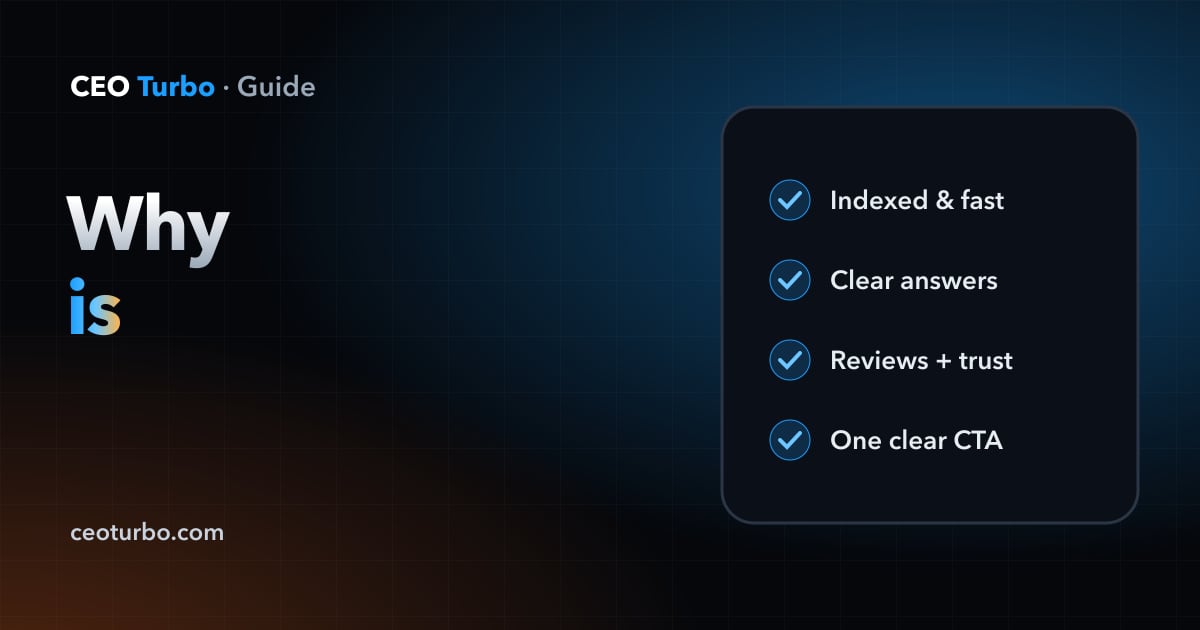 CEO Turbo · Guide
Why
is
Indexed & fast
Clear answers
Reviews + trust
One clear CTA
ceoturbo.com